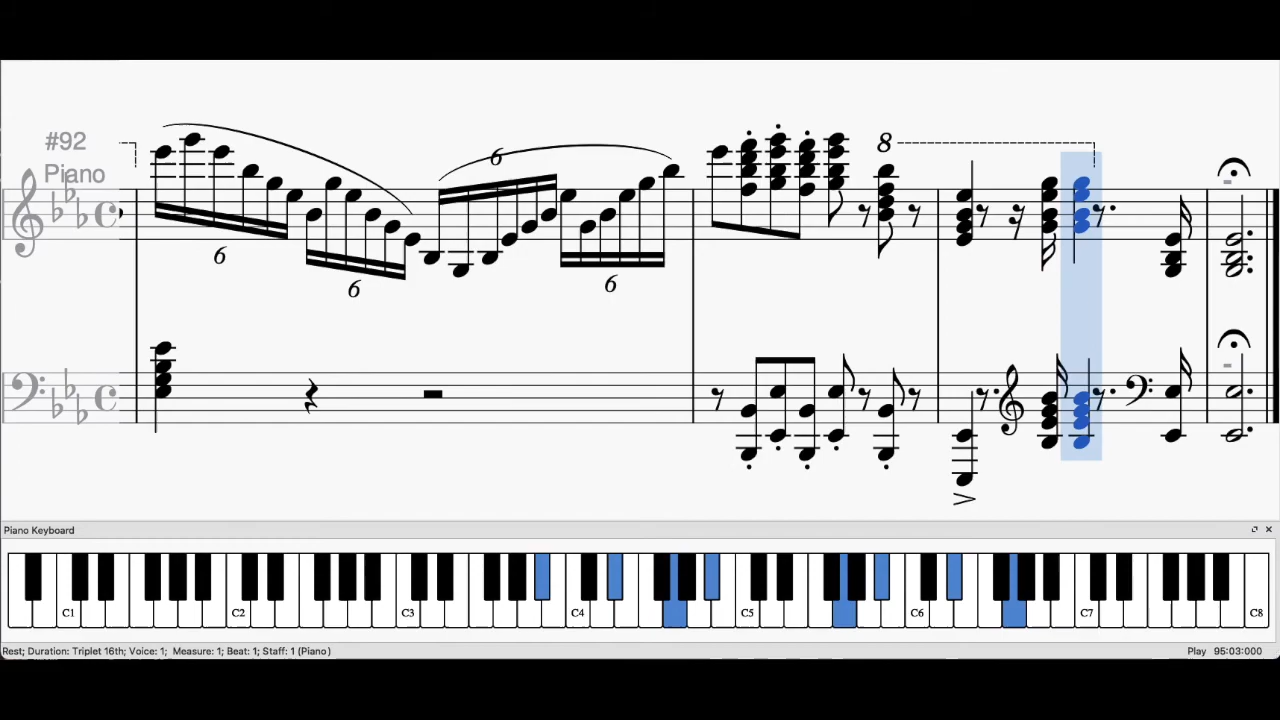 #92
Piano
6
6
6
6
8
Piano Keyboard
C1 C2 C3 C4 C5 C6 C7 C8
Rest; Duration: Triplet 16th; Voice: 1; Measure: 1; Beat: 1; Staff: 1 (Piano) Play 95:03:000